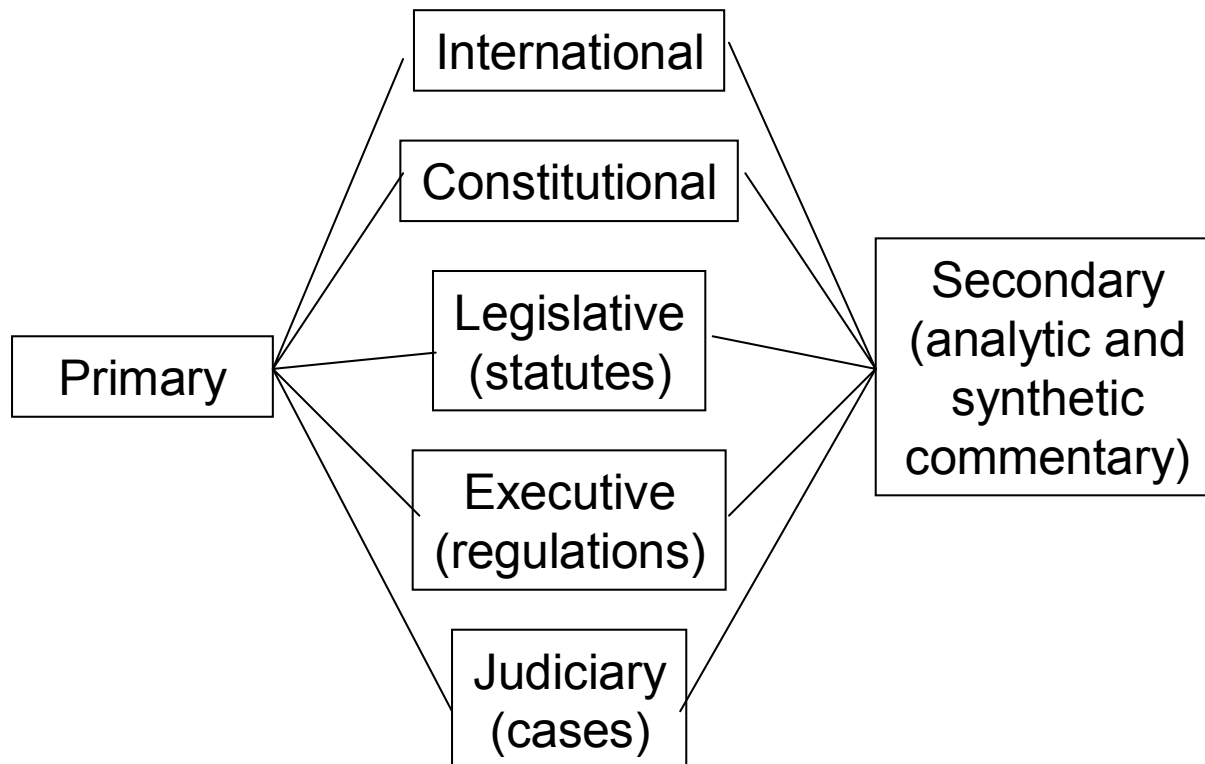 International
Constitutional
Legislative
(statutes)
Primary
Executive
(regulations)
Judiciary
(cases)
Secondary
(analytic and
synthetic
commentary)